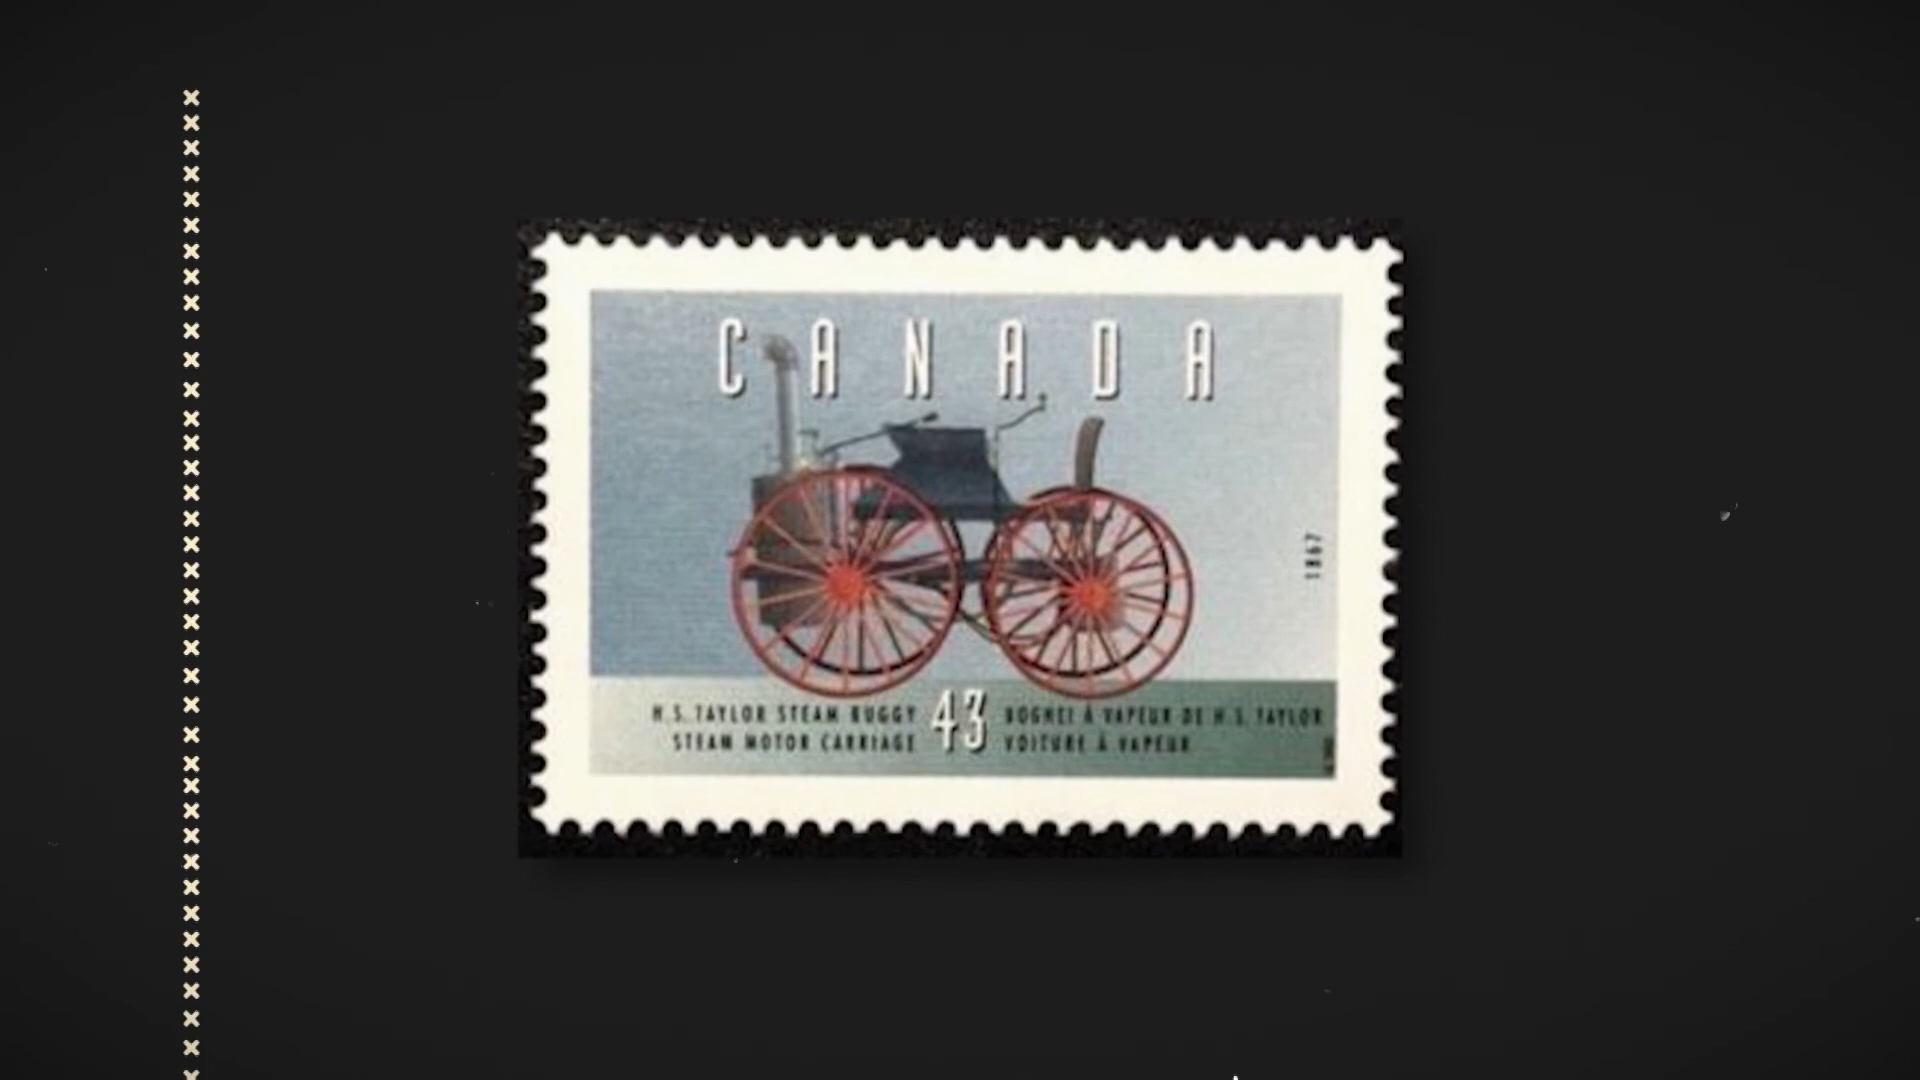 CANADA
1867
H.S. TAYLOR STEAM BUGGY
STEAM MOTOR CARRIAGE
43
BOGHEI À VAPEUR DE H.S. TAYLOR
VOITURE À VAPEUR